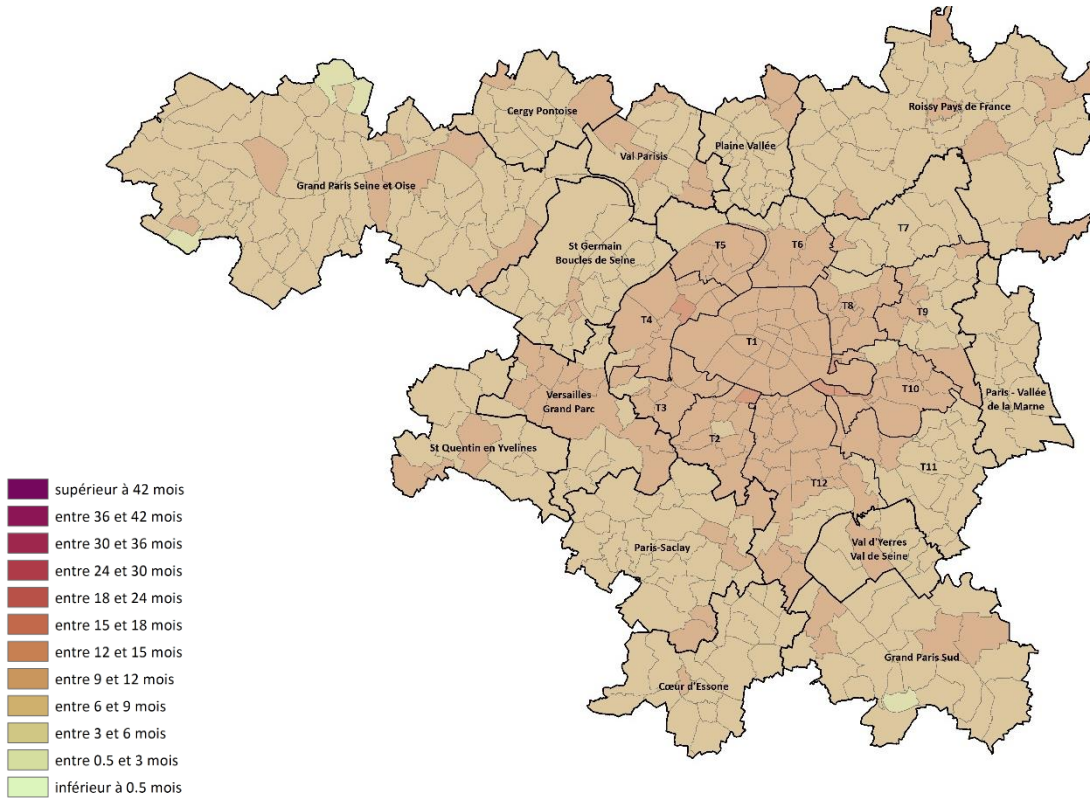 Cergy Pontoise
Roissy Pays de France
Plaine Vallée
Val Parisis
Grand Paris Seine et Oise
T7
St Germain
Boucles de Seine
T5
T6
T8
T9
T4
T1
T10
Versailles
Grand Parc
Paris - Vallée
de la Marne
T3
T2
St Quentin en Yvelines
T11
T12
Paris-Saclay
Val d'Yerres
Val de Seine
Grand Paris Sud
Cœur d'Essone
supérieur à 42 mois
entre 36 et 42 mois
entre 30 et 36 mois
entre 24 et 30 mois
entre 18 et 24 mois
entre 15 et 18 mois
entre 12 et 15 mois
entre 9 et 12 mois
entre 6 et 9 mois
entre 3 et 6 mois
entre 0.5 et 3 mois
inférieur à 0.5 mois